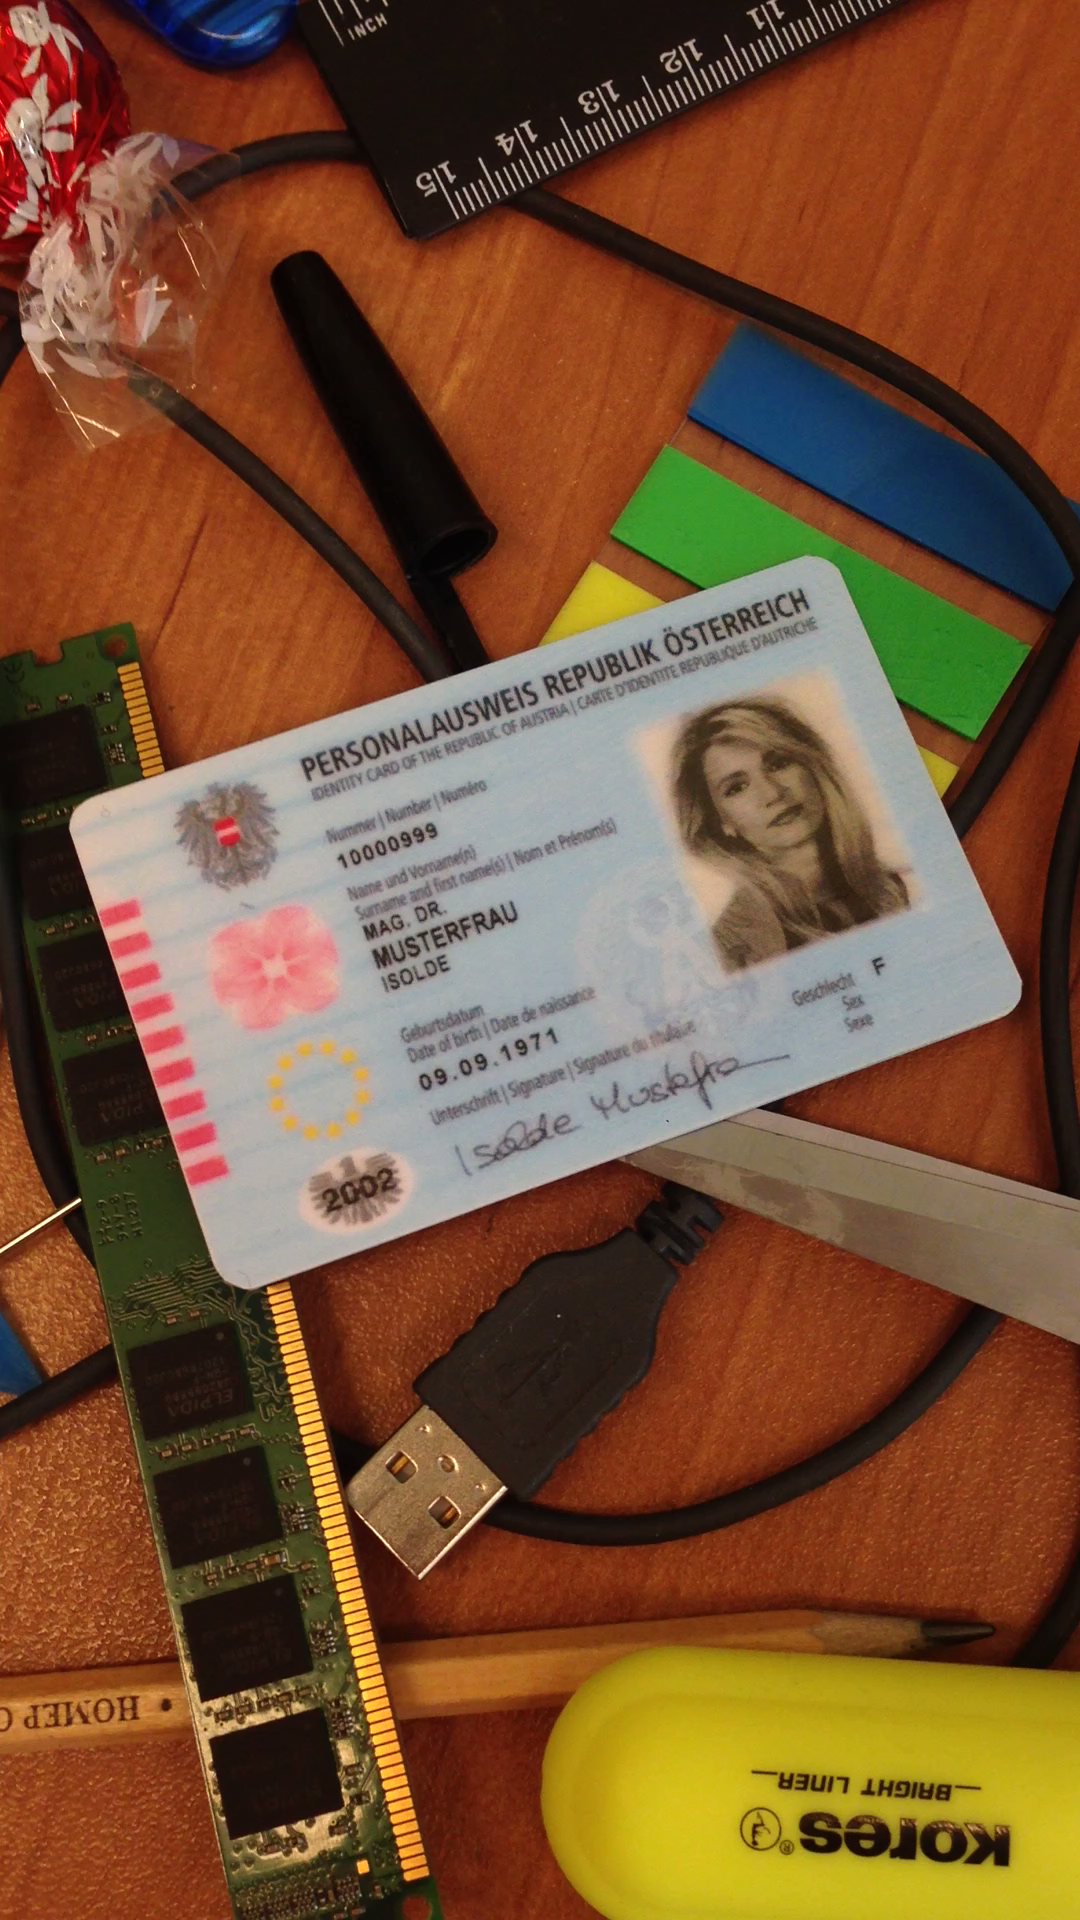 INCH
15 14 13 12 11
PERSONALAUSWEIS REPUBLIK ÖSTERREICH
IDENTITY CARD OF THE REPUBLIC OF AUSTRIA | CARTE D'IDENTITE REPUBLIQUE D'AUTRICHE
Nummer | Number | Numéro
10000999
Name und Vorname(n)
Surname and first name(s) | Nom et Prénom(s)
MAG. DR.
MUSTERFRAU
ISOLDE
Geburtsdatum
Date of birth | Date de naissance
09.09.1971
Geschlecht F
Sex
Sexe
Unterschrift | Signature | Signature du titulaire
Isolde Musterfrau
2002
ELPIDA
HOMEP
BRIGHT LINER
Kores®